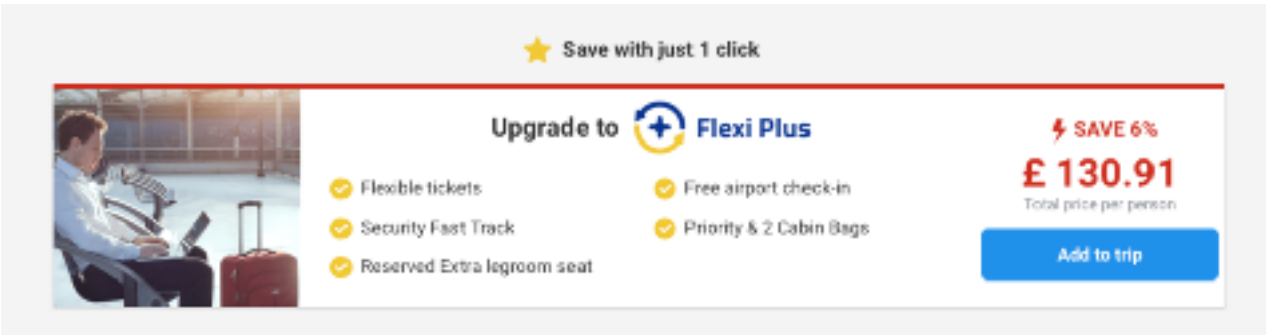 Save with just 1 click
Upgrade to Flexi Plus
Flexible tickets
Security Fast Track
Reserved Extra legroom seat
Free airport check-in
Priority & 2 Cabin Bags
SAVE 6%
£ 130.91
Total price per person
Add to trip